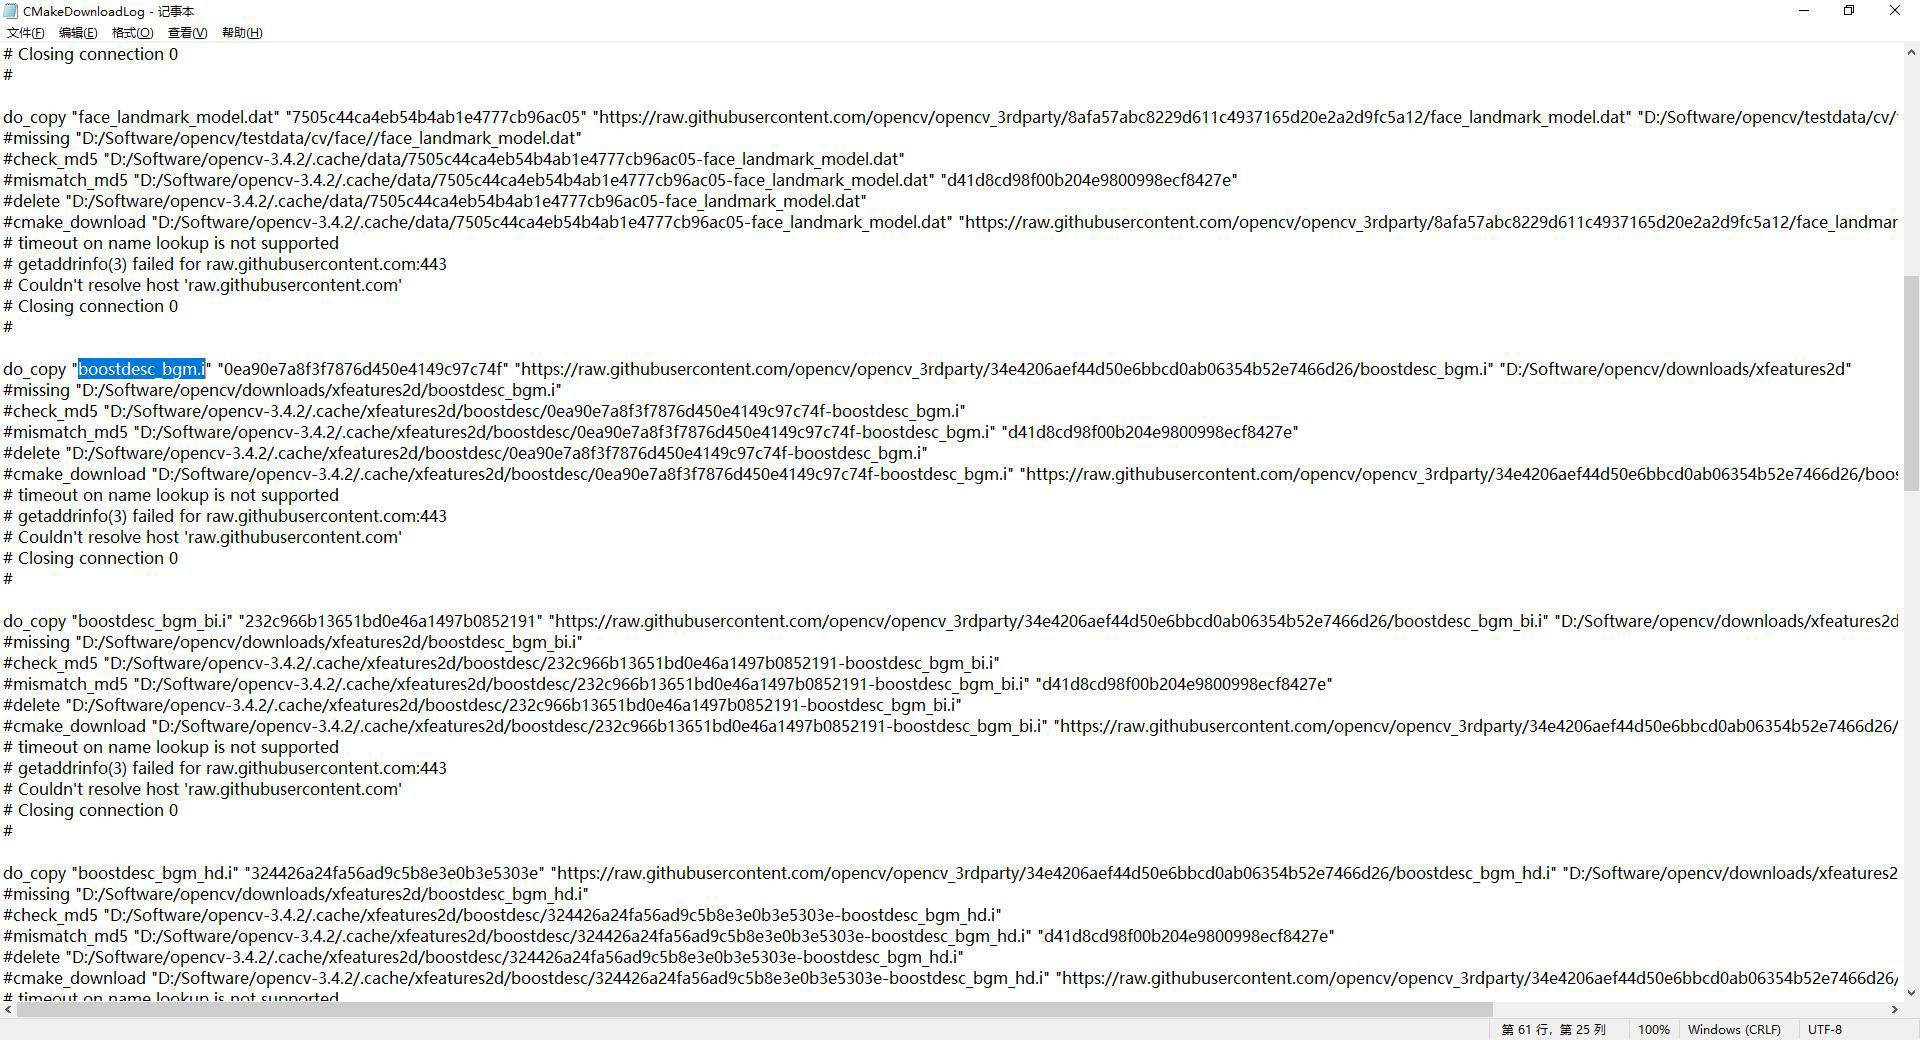 CMakeDownloadLog - 记事本
文件(F) 编辑(E) 格式(O) 查看(V) 帮助(H)
# Closing connection 0
#
do_copy "face_landmark_model.dat" "7505c44ca4eb54b4ab1e4777cb96ac05" "https://raw.githubusercontent.com/opencv/opencv_3rdparty/8afa57abc8229d611c4937165d20e2a2d9fc5a12/face_landmark_model.dat" "D:/Software/opencv/testdata/cv/
#missing "D:/Software/opencv/testdata/cv/face//face_landmark_model.dat"
#check_md5 "D:/Software/opencv-3.4.2/.cache/data/7505c44ca4eb54b4ab1e4777cb96ac05-face_landmark_model.dat"
#mismatch_md5 "D:/Software/opencv-3.4.2/.cache/data/7505c44ca4eb54b4ab1e4777cb96ac05-face_landmark_model.dat" "d41d8cd98f00b204e9800998ecf8427e"
#delete "D:/Software/opencv-3.4.2/.cache/data/7505c44ca4eb54b4ab1e4777cb96ac05-face_landmark_model.dat"
#cmake_download "D:/Software/opencv-3.4.2/.cache/data/7505c44ca4eb54b4ab1e4777cb96ac05-face_landmark_model.dat" "https://raw.githubusercontent.com/opencv/opencv_3rdparty/8afa57abc8229d611c4937165d20e2a2d9fc5a12/face_landmar
# timeout on name lookup is not supported
# getaddrinfo(3) failed for raw.githubusercontent.com:443
# Couldn't resolve host 'raw.githubusercontent.com'
# Closing connection 0
#
do_copy "boostdesc_bgm.i" "0ea90e7a8f3f7876d450e4149c97c74f" "https://raw.githubusercontent.com/opencv/opencv_3rdparty/34e4206aef44d50e6bbcd0ab06354b52e7466d26/boostdesc_bgm.i" "D:/Software/opencv/downloads/xfeatures2d"
#missing "D:/Software/opencv/downloads/xfeatures2d/boostdesc_bgm.i"
#check_md5 "D:/Software/opencv-3.4.2/.cache/xfeatures2d/boostdesc/0ea90e7a8f3f7876d450e4149c97c74f-boostdesc_bgm.i"
#mismatch_md5 "D:/Software/opencv-3.4.2/.cache/xfeatures2d/boostdesc/0ea90e7a8f3f7876d450e4149c97c74f-boostdesc_bgm.i" "d41d8cd98f00b204e9800998ecf8427e"
#delete "D:/Software/opencv-3.4.2/.cache/xfeatures2d/boostdesc/0ea90e7a8f3f7876d450e4149c97c74f-boostdesc_bgm.i"
#cmake_download "D:/Software/opencv-3.4.2/.cache/xfeatures2d/boostdesc/0ea90e7a8f3f7876d450e4149c97c74f-boostdesc_bgm.i" "https://raw.githubusercontent.com/opencv/opencv_3rdparty/34e4206aef44d50e6bbcd0ab06354b52e7466d26/boos
# timeout on name lookup is not supported
# getaddrinfo(3) failed for raw.githubusercontent.com:443
# Couldn't resolve host 'raw.githubusercontent.com'
# Closing connection 0
#
do_copy "boostdesc_bgm_bi.i" "232c966b13651bd0e46a1497b0852191" "https://raw.githubusercontent.com/opencv/opencv_3rdparty/34e4206aef44d50e6bbcd0ab06354b52e7466d26/boostdesc_bgm_bi.i" "D:/Software/opencv/downloads/xfeatures2d
#missing "D:/Software/opencv/downloads/xfeatures2d/boostdesc_bgm_bi.i"
#check_md5 "D:/Software/opencv-3.4.2/.cache/xfeatures2d/boostdesc/232c966b13651bd0e46a1497b0852191-boostdesc_bgm_bi.i"
#mismatch_md5 "D:/Software/opencv-3.4.2/.cache/xfeatures2d/boostdesc/232c966b13651bd0e46a1497b0852191-boostdesc_bgm_bi.i" "d41d8cd98f00b204e9800998ecf8427e"
#delete "D:/Software/opencv-3.4.2/.cache/xfeatures2d/boostdesc/232c966b13651bd0e46a1497b0852191-boostdesc_bgm_bi.i"
#cmake_download "D:/Software/opencv-3.4.2/.cache/xfeatures2d/boostdesc/232c966b13651bd0e46a1497b0852191-boostdesc_bgm_bi.i" "https://raw.githubusercontent.com/opencv/opencv_3rdparty/34e4206aef44d50e6bbcd0ab06354b52e7466d26/
# timeout on name lookup is not supported
# getaddrinfo(3) failed for raw.githubusercontent.com:443
# Couldn't resolve host 'raw.githubusercontent.com'
# Closing connection 0
#
do_copy "boostdesc_bgm_hd.i" "324426a24fa56ad9c5b8e3e0b3e5303e" "https://raw.githubusercontent.com/opencv/opencv_3rdparty/34e4206aef44d50e6bbcd0ab06354b52e7466d26/boostdesc_bgm_hd.i" "D:/Software/opencv/downloads/xfeatures2
#missing "D:/Software/opencv/downloads/xfeatures2d/boostdesc_bgm_hd.i"
#check_md5 "D:/Software/opencv-3.4.2/.cache/xfeatures2d/boostdesc/324426a24fa56ad9c5b8e3e0b3e5303e-boostdesc_bgm_hd.i"
#mismatch_md5 "D:/Software/opencv-3.4.2/.cache/xfeatures2d/boostdesc/324426a24fa56ad9c5b8e3e0b3e5303e-boostdesc_bgm_hd.i" "d41d8cd98f00b204e9800998ecf8427e"
#delete "D:/Software/opencv-3.4.2/.cache/xfeatures2d/boostdesc/324426a24fa56ad9c5b8e3e0b3e5303e-boostdesc_bgm_hd.i"
#cmake_download "D:/Software/opencv-3.4.2/.cache/xfeatures2d/boostdesc/324426a24fa56ad9c5b8e3e0b3e5303e-boostdesc_bgm_hd.i" "https://raw.githubusercontent.com/opencv/opencv_3rdparty/34e4206aef44d50e6bbcd0ab06354b52e7466d26/
# timeout on name lookup is not supported
第 61 行，第 25 列 100% Windows (CRLF) UTF-8